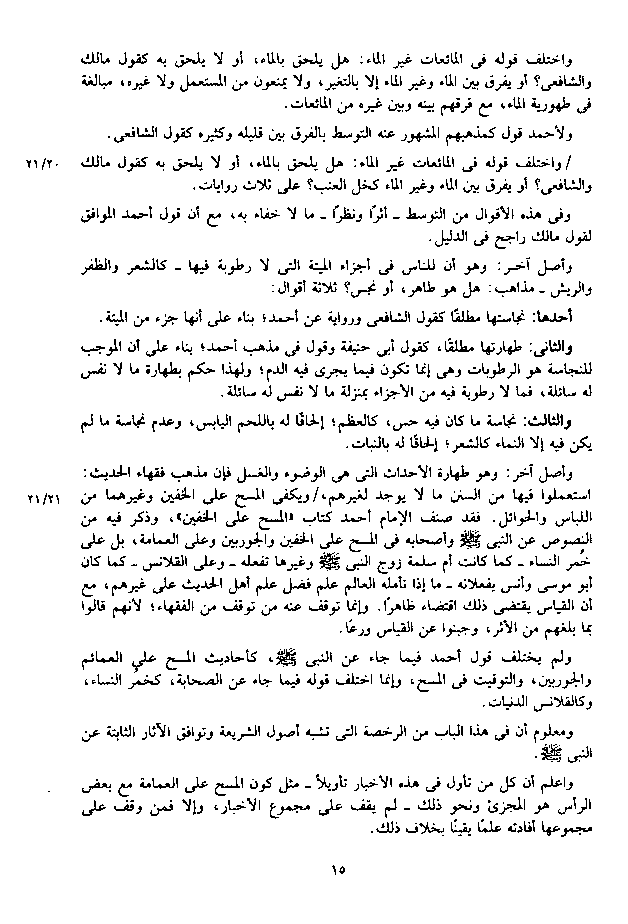 واختلف قوله فى المائعات غير الماء: هل يلحق بالماء، أو لا يلحق به كقول مالك
والشافعى؟ أو يفرق بين الماء وغير الماء إلا بالتغير، ولا يمنعون من المستعمل ولا غيره، مبالغة
فى طهورية الماء، مع فرقهم بينه وبين غيره من المائعات.
ولأحمد قول كمذهبهم المشهور عنه التوسط بالفرق بين قليله وكثيره كقول الشافعى.
٢١/٢٠ / واختلف قوله فى المائعات غير الماء: هل يلحق بالماء، أو لا يلحق به كقول مالك
والشافعى؟ أو يفرق بين الماء وغير الماء كخل العنب؟ على ثلاث روايات.
وفى هذه الأقوال من التوسط ـ أثرًا ونظرًا ـ ما لا خفاء به، مع أن قول أحمد الموافق
لقول مالك راجح فى الدليل.
وأصل آخر: وهو أن للناس فى أجزاء الميتة التى لا رطوبة فيها ـ كالشعر والظفر
والريش ـ مذاهب: هل هو طاهر، أو نجس؟ ثلاثة أقوال:
أحدها: نجاستها مطلقًا كقول الشافعى ورواية عن أحمد؛ بناء على أنها جزء من الميتة.
والثانى: طهارتها مطلقًا، كقول أبى حنيفة وقول فى مذهب أحمد؛ بناء على أن الموجب
للنجاسة هو الرطوبات وهى إنما تكون فيما يجرى فيه الدم؛ ولهذا حكم بطهارة ما لا نفس
له سائلة، فما لا رطوبة فيه من الأجزاء بمنزلة ما لا نفس له سائلة.
والثالث: نجاسة ما كان فيه حس، كالعظم؛ إلحاقًا له باللحم اليابس، وعدم نجاسة ما لم
يكن فيه إلا النماء كالشعر؛ إلحاقًا له بالنبات.
وأصل آخر: وهو طهارة الأحداث التى هى الوضوء والغسل فإن مذهب فقهاء الحديث:
٢١/٢١ استعملوا فيها من السنن ما لا يوجد لغيرهم،/ويكفى المسح على الخفين وغيرهما من
اللباس والحوائل. فقد صنف الإمام أحمد كتاب «المسح على الخفين»، وذكر فيه من
النصوص عن النبى ﷺ وأصحابه فى المسح على الخفين والجوربين وعلى العمامة، بل على
خُمر النساء ـ كما كانت أم سلمة زوج النبى ﷺ وغيرها تفعله ـ وعلى القلانس ـ كما كان
أبو موسى وأنس يفعلانه ـ ما إذا تأمله العالم علم فضل علم أهل الحديث على غيرهم، مع
أن القياس يقتضى ذلك اقتضاء ظاهرًا. وإنما توقف عنه من توقف من الفقهاء؛ لأنهم قالوا
بما بلغهم من الأثر، وجبنوا عن القياس ورعًا.
ولم يختلف قول أحمد فيما جاء عن النبى ﷺ، كأحاديث المسح على العمائم
والجوربين، والتوقيت فى المسح، وإنما اختلف قوله فيما جاء عن الصحابة، كخمُر النساء،
وكالقلانس الدنيات.
ومعلوم أن فى هذا الباب من الرخصة التى تشبه أصول الشريعة وتوافق الآثار الثابتة عن
النبى ﷺ.
واعلم أن كل من تأول فى هذه الأخبار تأويلاً ـ مثل كون المسح على العمامة مع بعض
الرأس هو المجزئ ونحو ذلك ـ لم يقف على مجموع الأخبار، وإلا فمن وقف على
مجموعها أفادته علمًا يقينًا بخلاف ذلك.
١٥